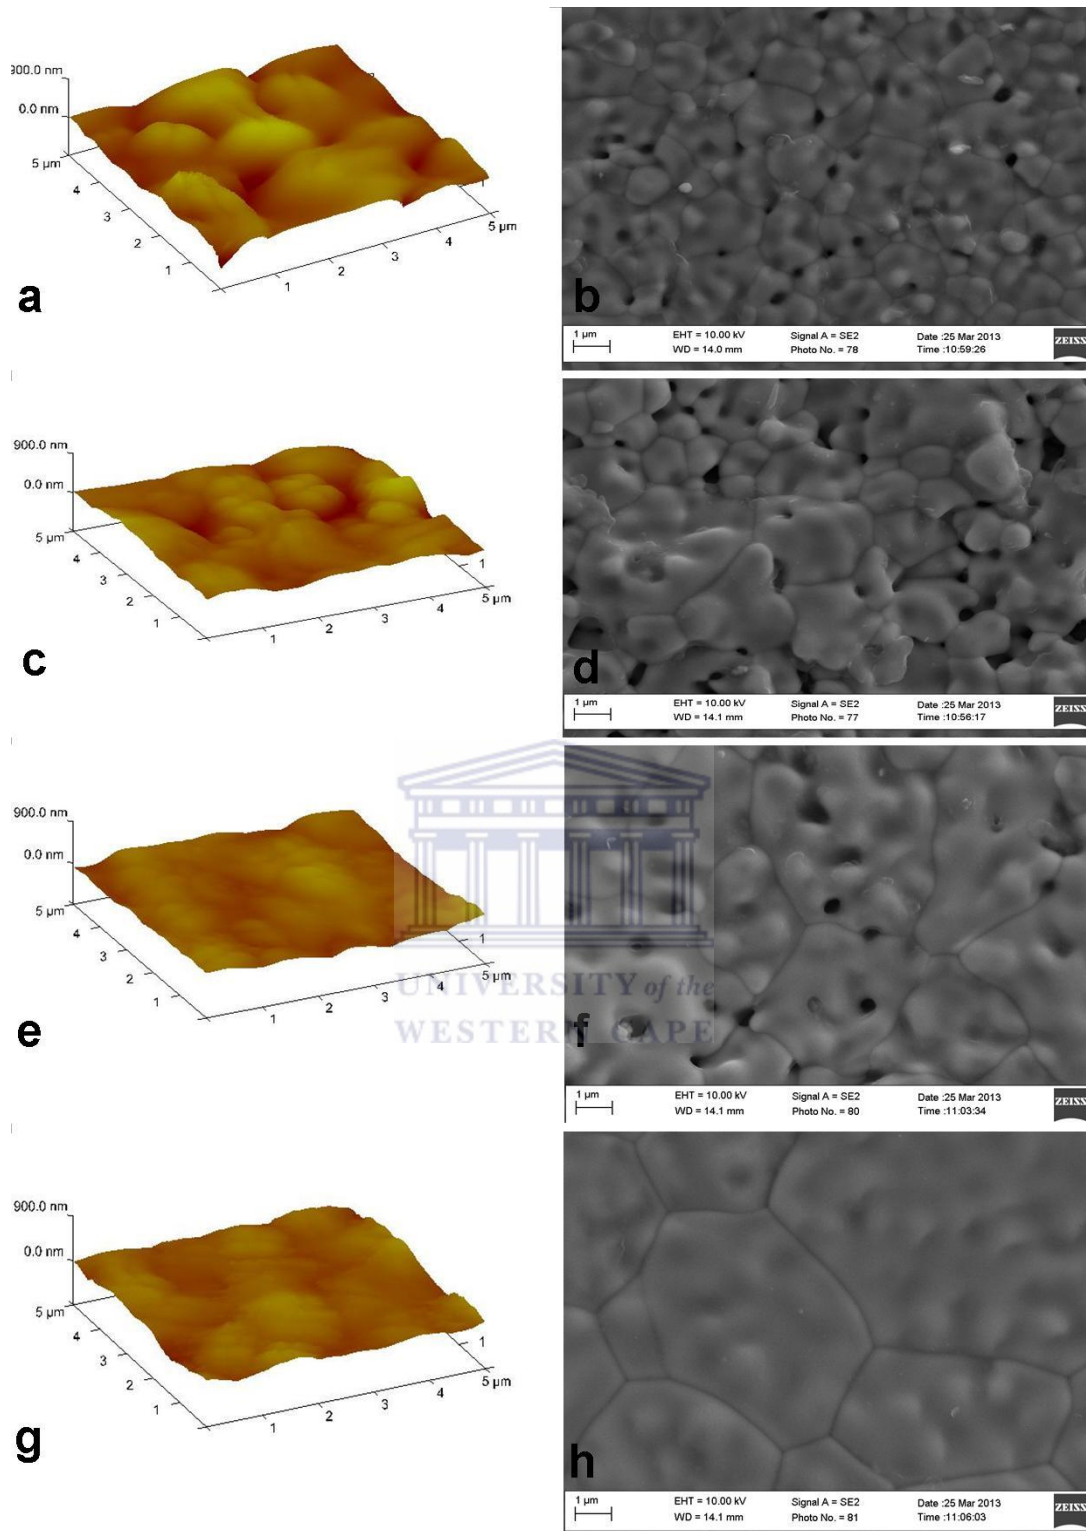 900.0 nm
0.0 nm
5 µm
4
3
2
1
1
2
3
4
5 µm
1
a
b
1 µm
EHT = 10.00 kV
Signal A = SE2
Date :25 Mar 2013
ZEISS
WD = 14.0 mm
Photo No. = 78
Time :10:59:26
900.0 nm
0.0 nm
5 µm
4
3
2
1
1
2
3
4
5 µm
1
c
d
1 µm
EHT = 10.00 kV
Signal A = SE2
Date :25 Mar 2013
ZEISS
WD = 14.1 mm
Photo No. = 77
Time :10:56:17
900.0 nm
0.0 nm
5 µm
4
3
2
1
1
2
3
4
5 µm
1
e
f
UNIVERSITY of the
WESTERN CAPE
1 µm
EHT = 10.00 kV
Signal A = SE2
Date :25 Mar 2013
ZEISS
WD = 14.1 mm
Photo No. = 80
Time :11:03:34
900.0 nm
0.0 nm
5 µm
4
3
2
1
1
2
3
4
5 µm
1
g
h
1 µm
EHT = 10.00 kV
Signal A = SE2
Date :25 Mar 2013
ZEISS
WD = 14.1 mm
Photo No. = 81
Time :11:06:03